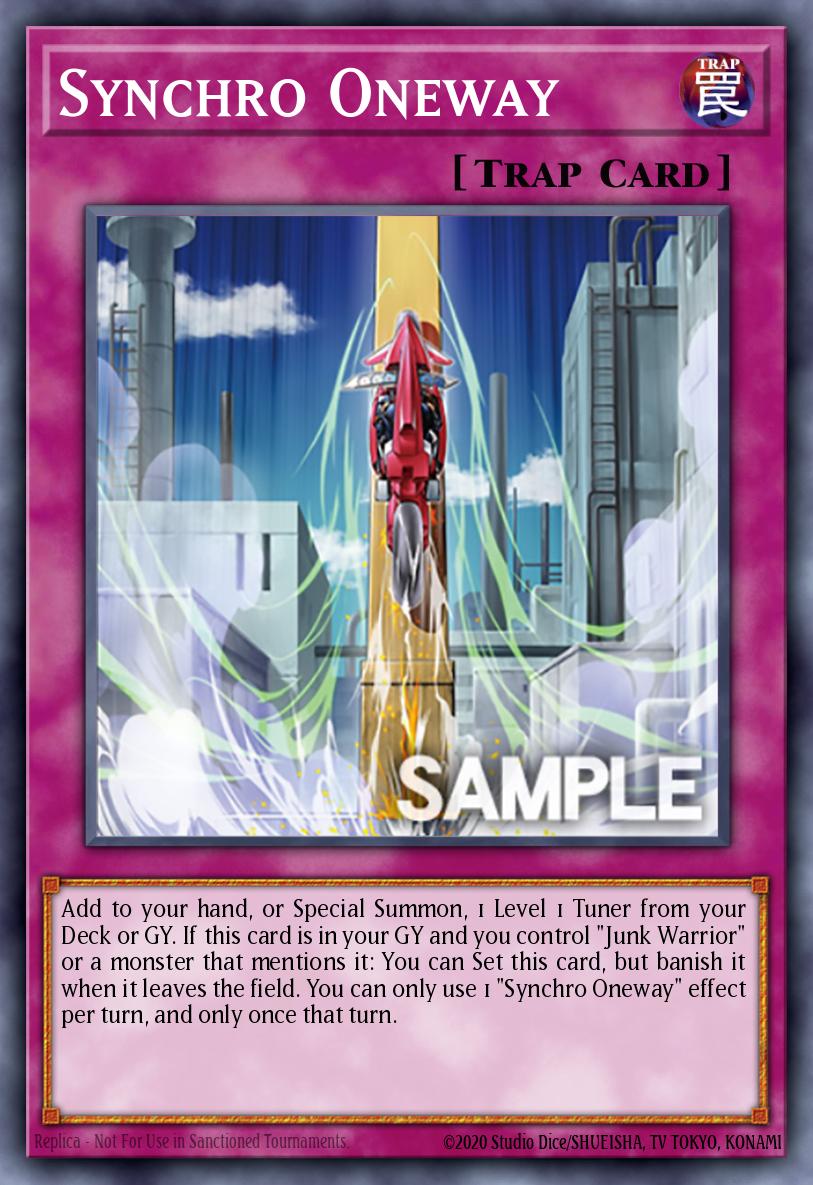 Synchro Oneway
TRAP
罠
[Trap Card]
SAMPLE
Add to your hand, or Special Summon, 1 Level 1 Tuner from your
Deck or GY. If this card is in your GY and you control "Junk Warrior"
or a monster that mentions it: You can Set this card, but banish it
when it leaves the field. You can only use 1 "Synchro Oneway" effect
per turn, and only once that turn.
Replica - Not For Use in Sanctioned Tournaments.
©2020 Studio Dice/SHUEISHA, TV TOKYO, KONAMI